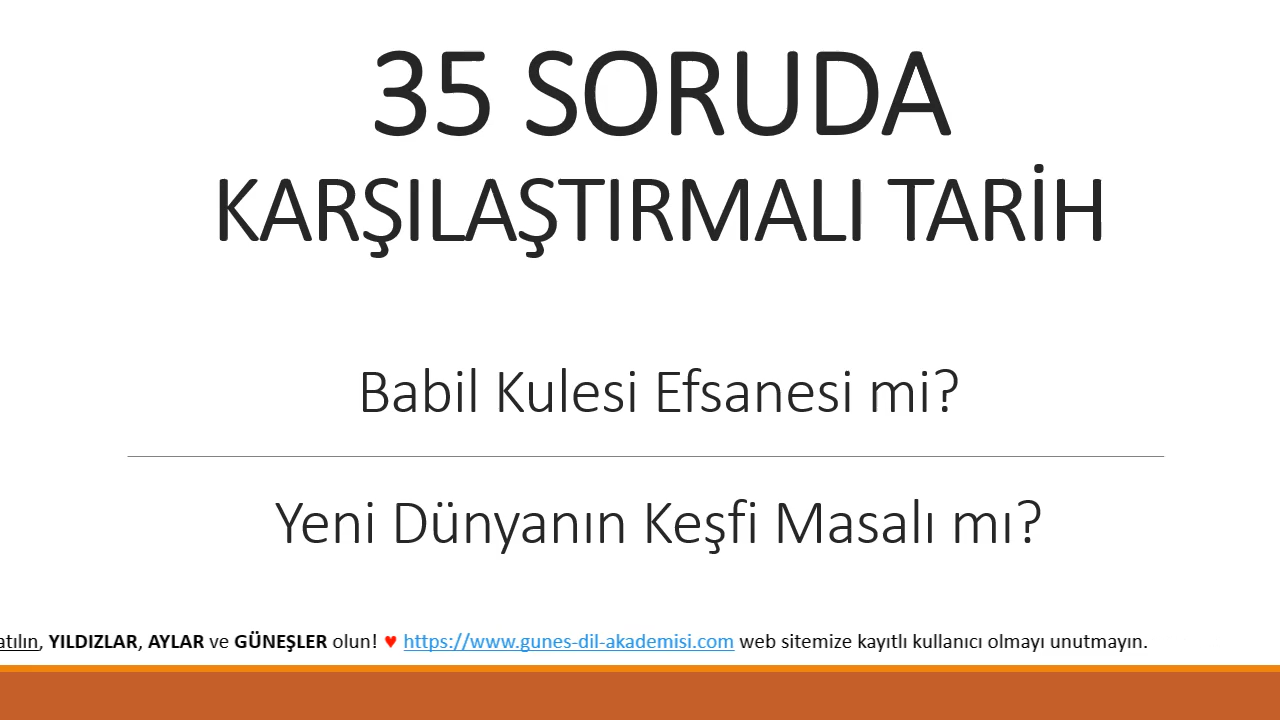 35 SORUDA
KARŞILAŞTIRMALI TARİH
Babil Kulesi Efsanesi mi?
Yeni Dünyanın Keşfi Masalı mı?
YILDIZLAR, AYLAR ve GÜNEŞLER olun! ♥ https://www.gunes-dil-akademisi.com web sitemize kayıtlı kullanıcı olmayı unutmayın.